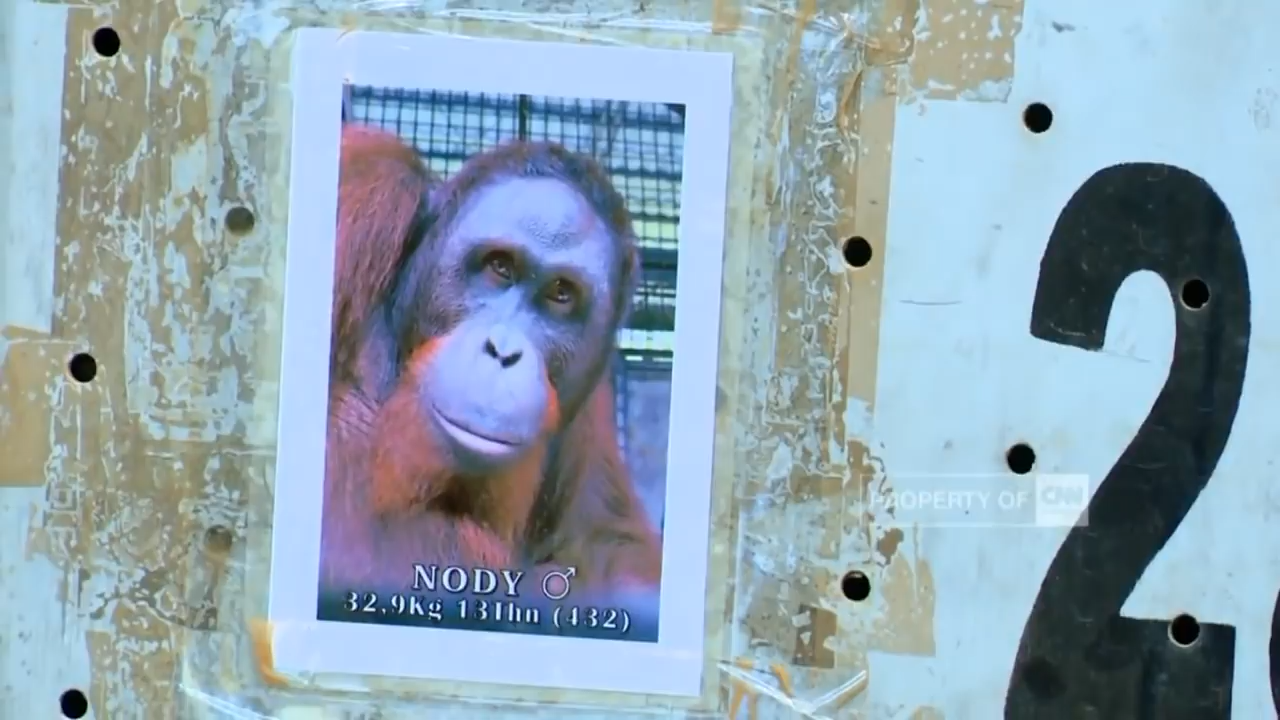 NODY ♂
32,9Kg 13Thn (432)
PROPERTY OF CNN
2